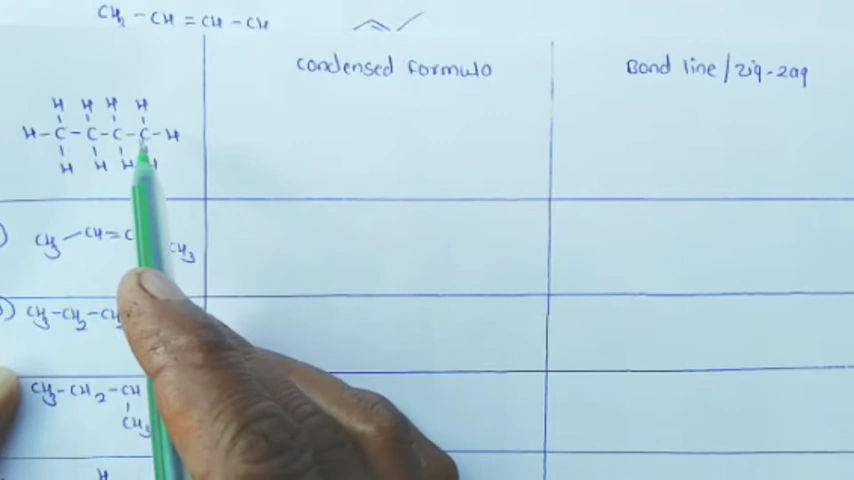 CH₃ - CH = CH - CH
Condensed formula
Bond line / zig-zag
H H H H
H - C - C - C - C - H
H H H H
CH₃ - CH = C CH₃
) CH₃ - CH₂ - CH₂
CH₃ - CH₂ - CH
CH₃
H